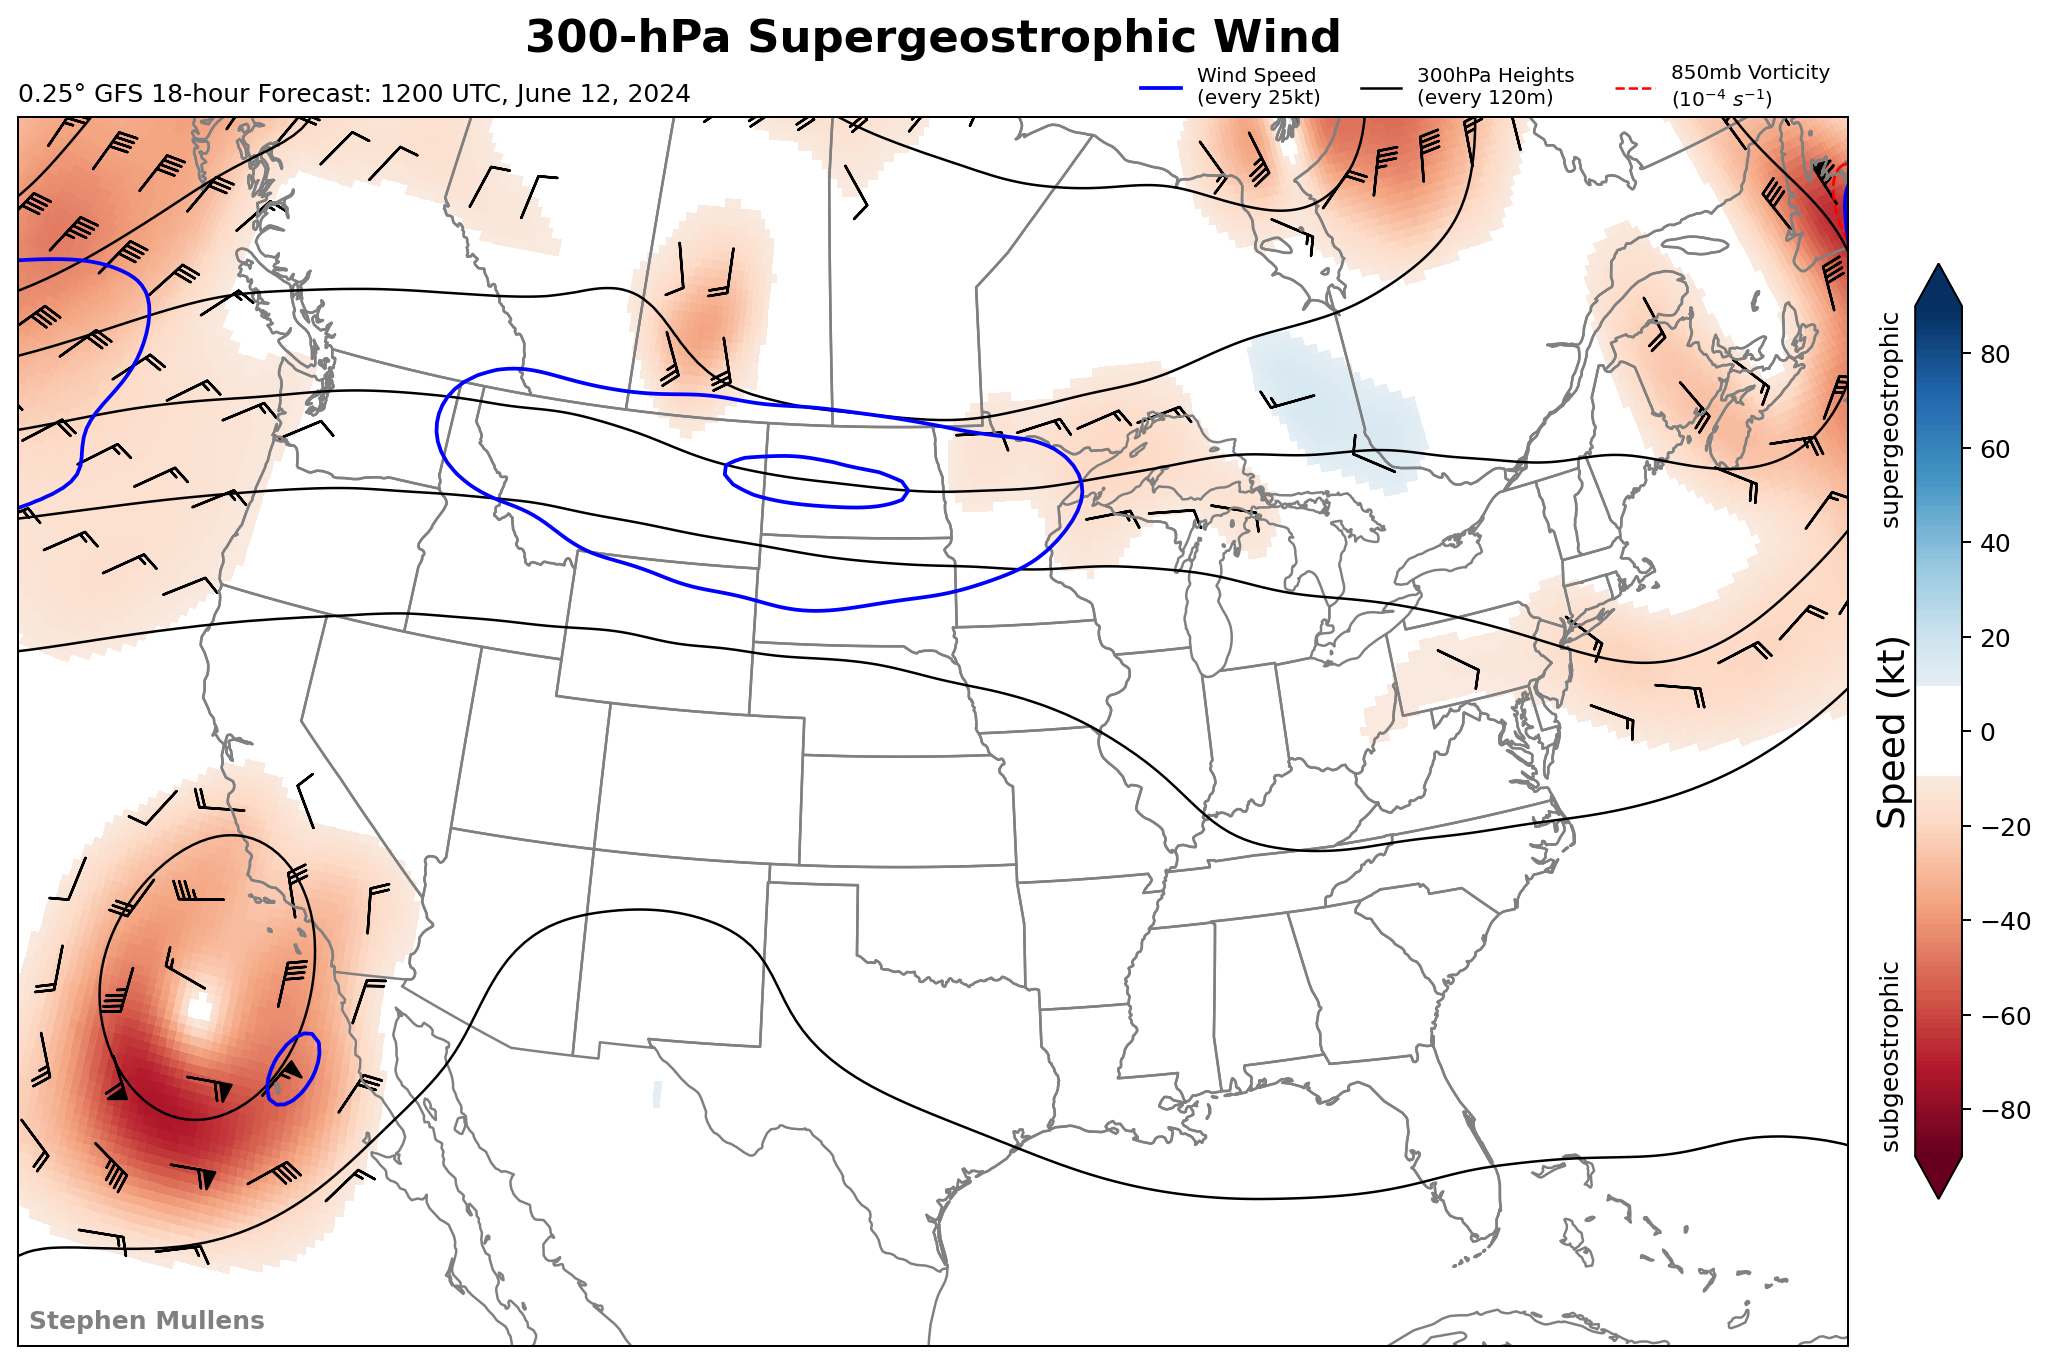 300-hPa Supergeostrophic Wind
0.25° GFS 18-hour Forecast: 1200 UTC, June 12, 2024
Wind Speed
(every 25kt)
300hPa Heights
(every 120m)
850mb Vorticity
(10⁻⁴ s⁻¹)
supergeostrophic
Speed (kt)
subgeostrophic
80
60
40
20
0
−20
−40
−60
−80
Stephen Mullens